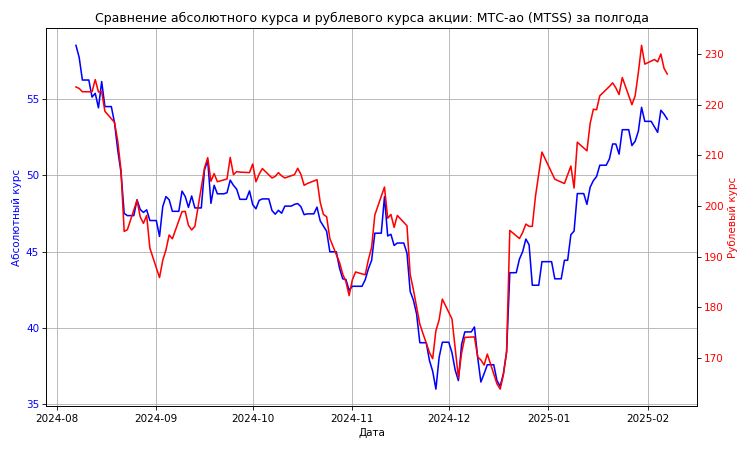 Сравнение абсолютного курса и рублевого курса акции: МТС-ао (MTSS) за полгода
55
50
45
40
35
Абсолютный курс
230
220
210
200
190
180
170
Рублевый курс
2024-08 2024-09 2024-10 2024-11 2024-12 2025-01 2025-02
Дата